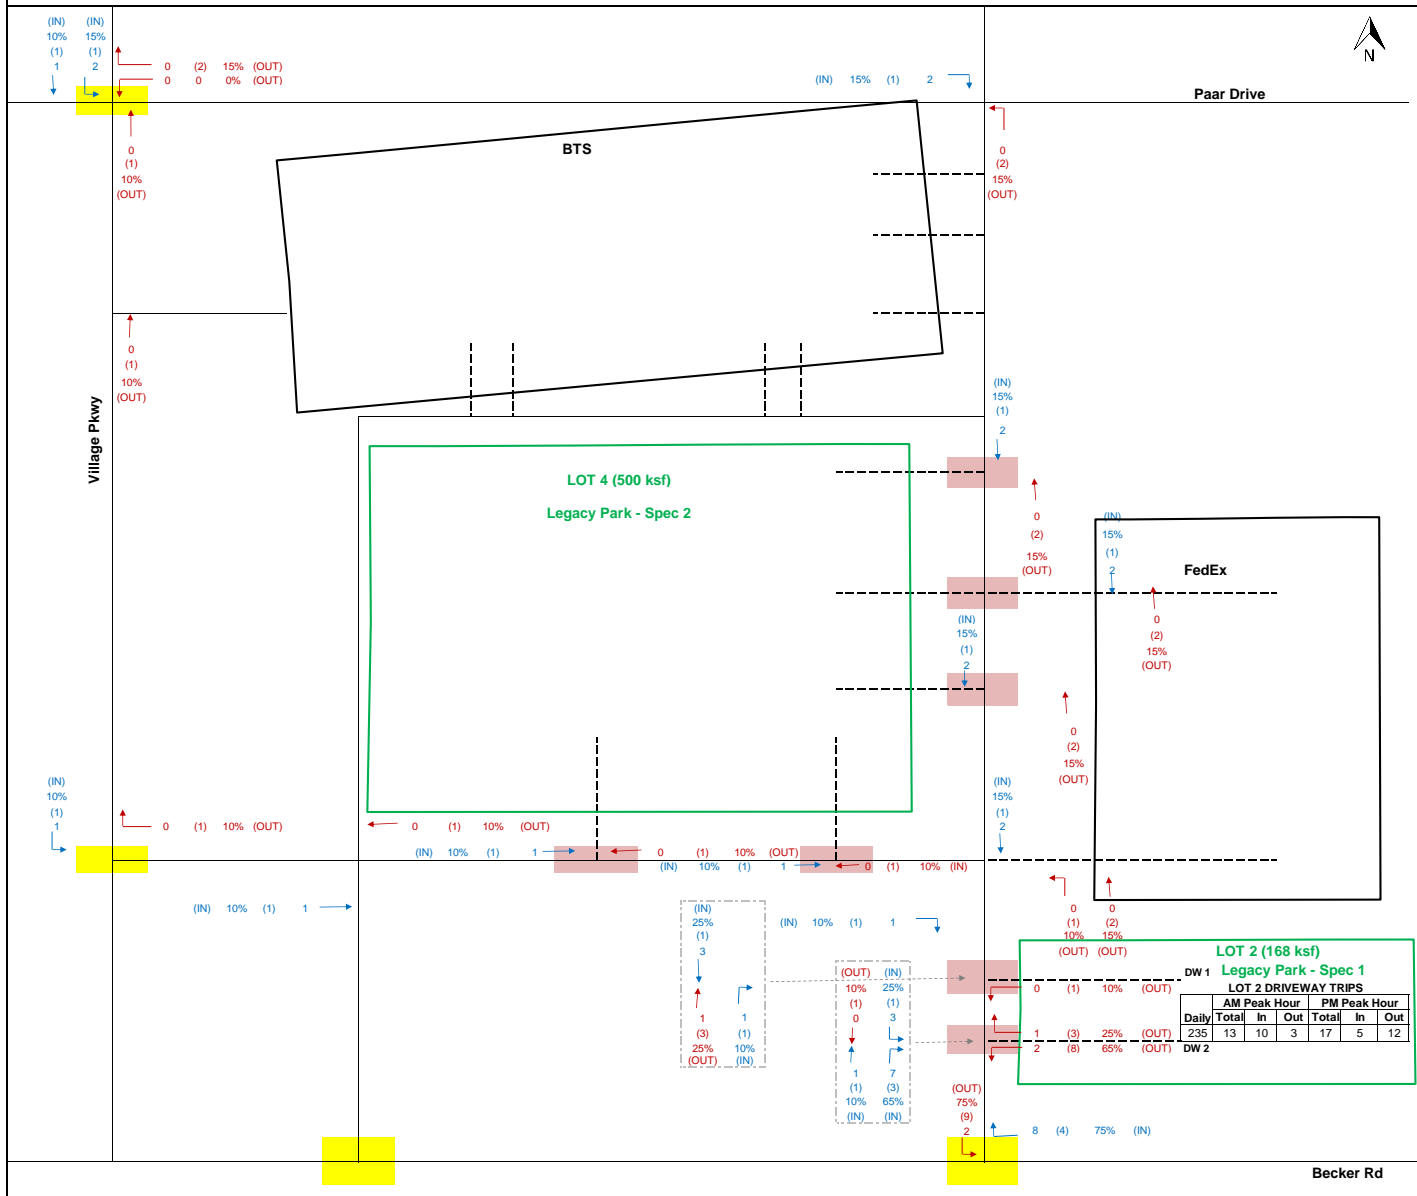 (IN) (IN)
10% 15%
(1) (1)
1 2
0 (2) 15% (OUT)
0 0 0% (OUT)
(IN) 15% (1) 2
N
Paar Drive
BTS
0
(1)
10%
(OUT)
0
(2)
15%
(OUT)
0
(1)
10%
(OUT)
Village Pkwy
(IN)
15%
(1)
2
LOT 4 (500 ksf)
Legacy Park - Spec 2
0
(2)
15%
(OUT)
(IN)
15%
(1)
2
FedEx
0
(2)
15%
(OUT)
(IN)
15%
(1)
2
0
(2)
15%
(OUT)
(IN)
10%
(1)
1
(IN)
15%
(1)
2
0 (1) 10% (OUT)
0 (1) 10% (OUT)
(IN) 10% (1) 1
0 (1) 10% (OUT)
(IN) 10% (1) 1
0 (1) 10% (IN)
(IN) 10% (1) 1
(IN)
25%
(1)
3
(IN) 10% (1) 1
0 0
(1) (2)
10% 15%
(OUT) (OUT)
LOT 2 (168 ksf)
DW 1 Legacy Park - Spec 1
(OUT) (IN)
10% 25%
(1) (1)
0 3
0 (1) 10% (OUT)
LOT 2 DRIVEWAY TRIPS
AM Peak Hour PM Peak Hour
Daily Total In Out Total In Out
235 13 10 3 17 5 12
1 1
(3) (1)
25% 10%
(OUT) (IN)
1 (3) 25% (OUT)
2 (8) 65% (OUT) DW 2
1 7
(1) (3)
10% 65%
(IN) (IN)
(OUT)
75%
(9)
2
8 (4) 75% (IN)
Becker Rd